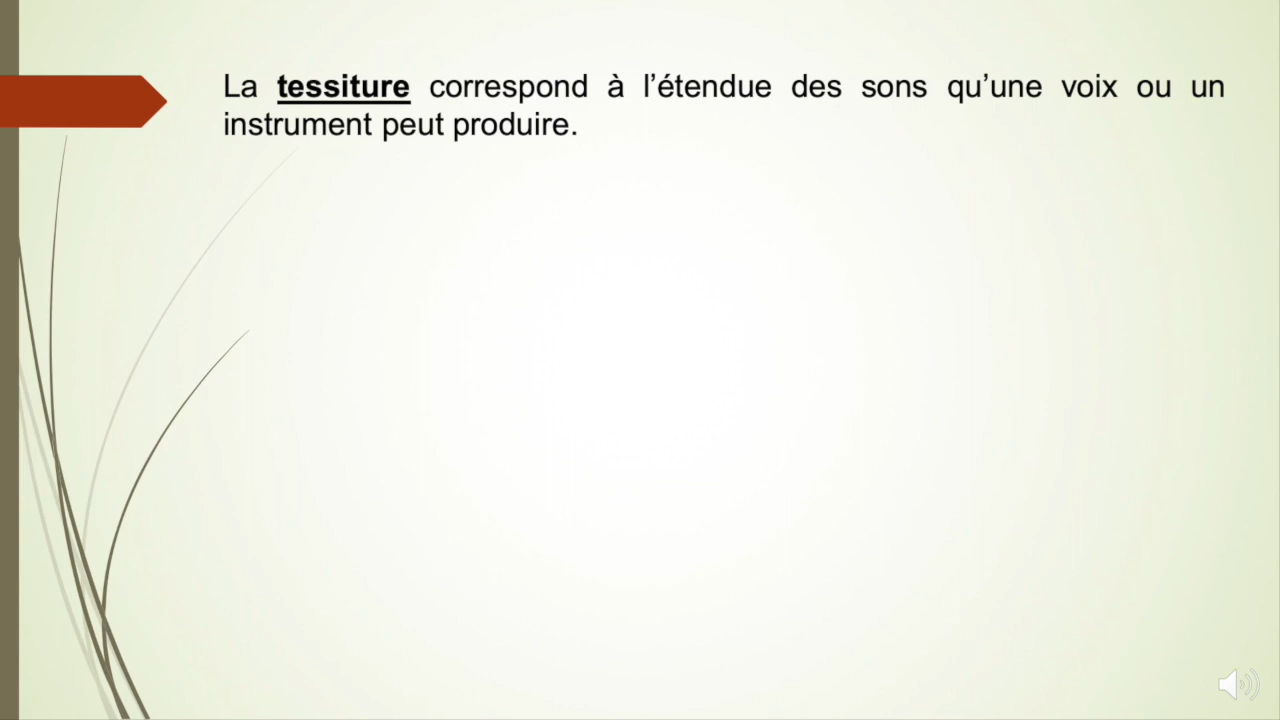 La tessiture correspond à l’étendue des sons qu’une voix ou un
instrument peut produire.